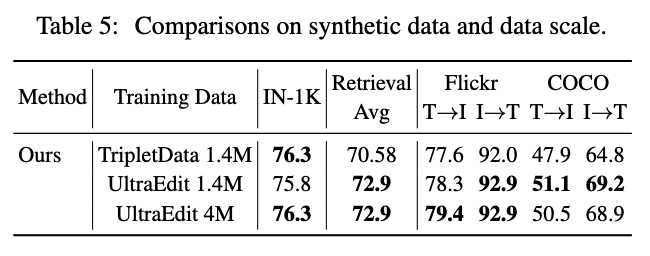 Table 5: Comparisons on synthetic data and data scale.
Method Training Data IN-1K Retrieval Avg Flickr COCO
T→I I→T T→I I→T
Ours TripletData 1.4M 76.3 70.58 77.6 92.0 47.9 64.8
UltraEdit 1.4M 75.8 72.9 78.3 92.9 51.1 69.2
UltraEdit 4M 76.3 72.9 79.4 92.9 50.5 68.9